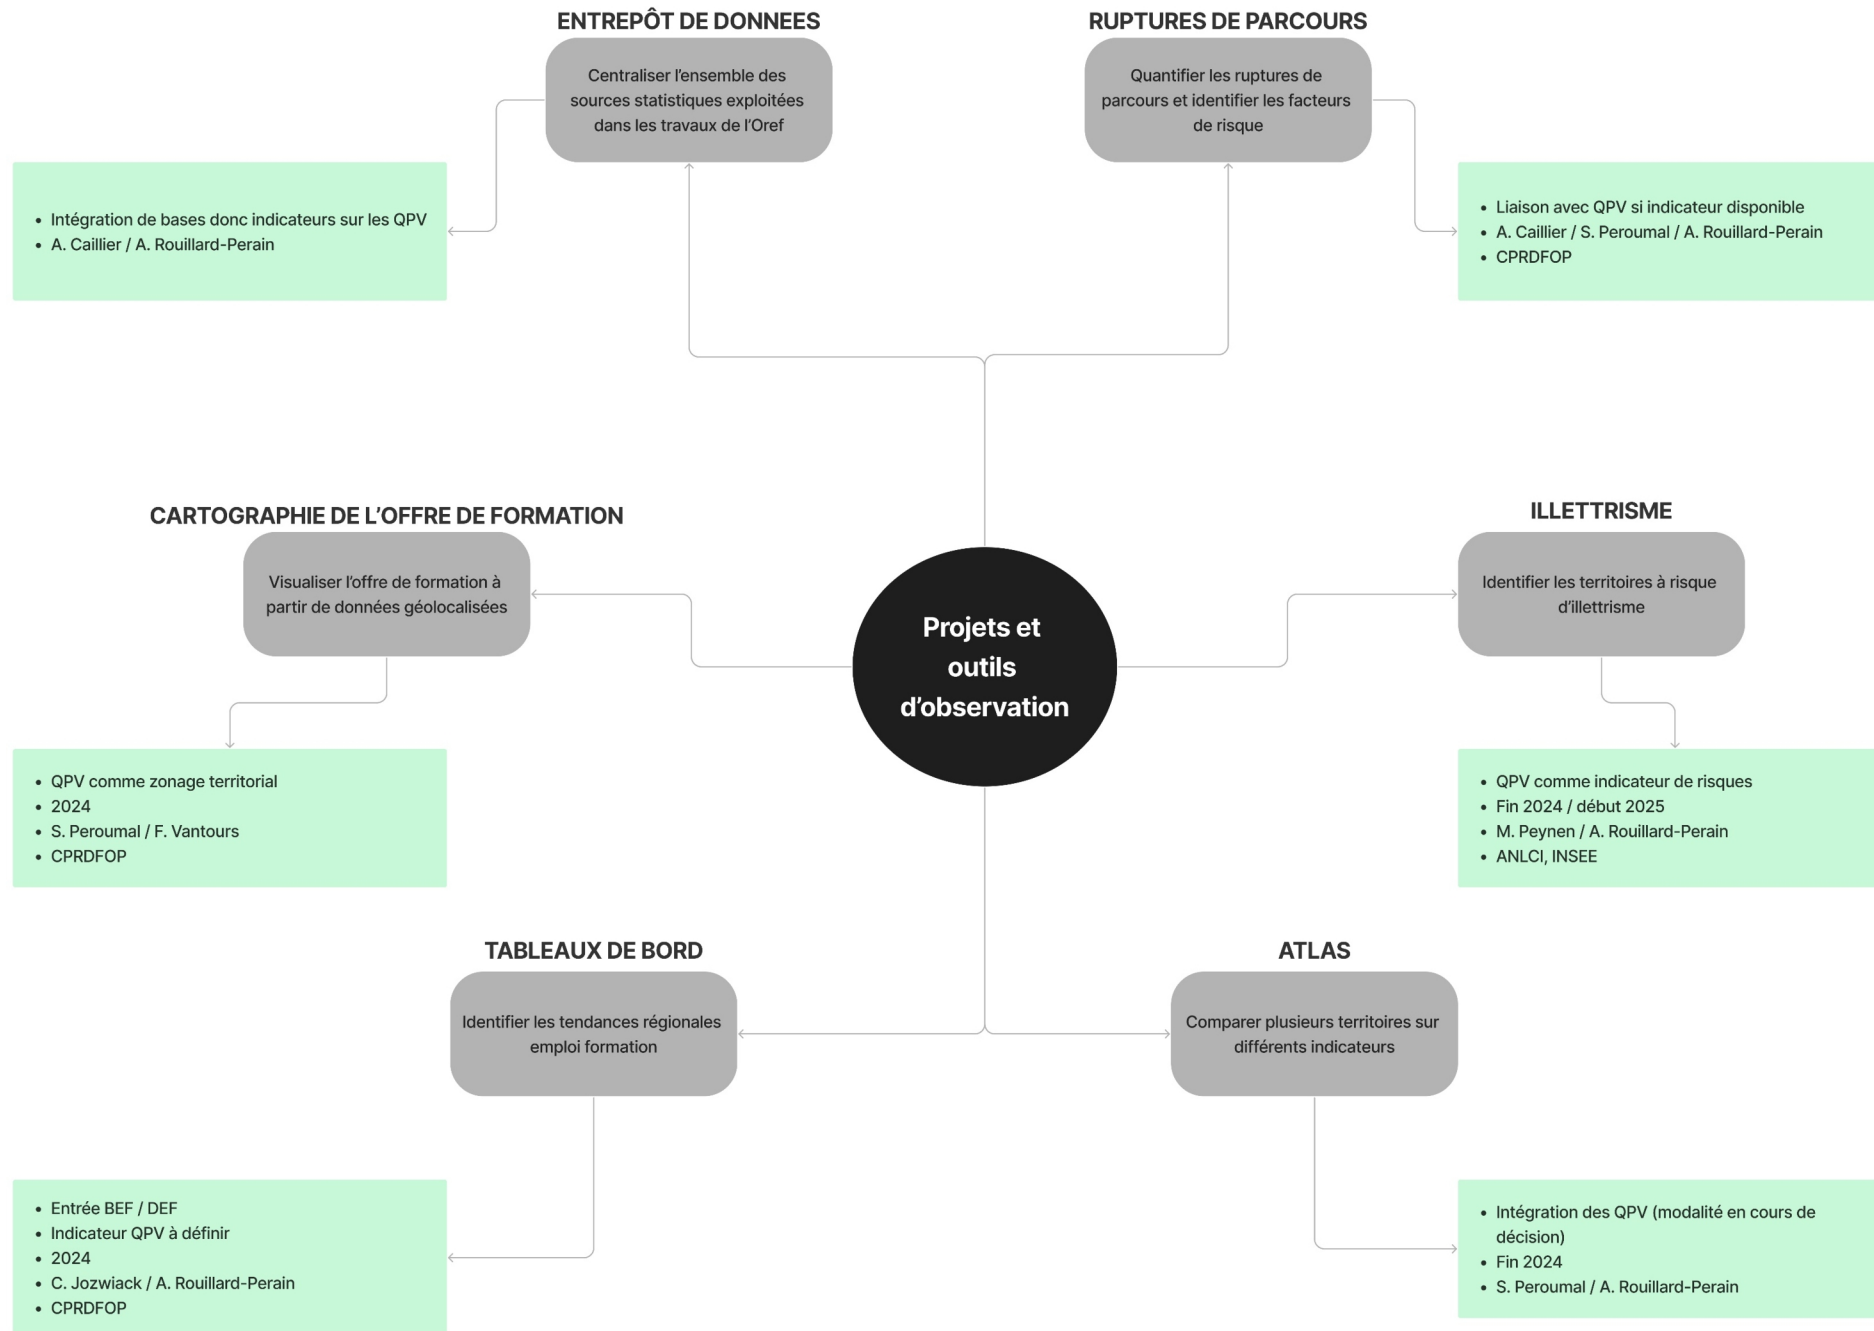 ENTREPÔT DE DONNEES
Centraliser l'ensemble des
sources statistiques exploitées
dans les travaux de l'Oref
• Intégration de bases donc indicateurs sur les QPV
• A. Caillier / A. Rouillard-Perain
RUPTURES DE PARCOURS
Quantifier les ruptures de
parcours et identifier les facteurs
de risque
• Liaison avec QPV si indicateur disponible
• A. Caillier / S. Peroumal / A. Rouillard-Perain
• CPRDFOP
CARTOGRAPHIE DE L'OFFRE DE FORMATION
Visualiser l'offre de formation à
partir de données géolocalisées
• QPV comme zonage territorial
• 2024
• S. Peroumal / F. Vantours
• CPRDFOP
Projets et
outils
d'observation
ILLETTRISME
Identifier les territoires à risque
d'illettrisme
• QPV comme indicateur de risques
• Fin 2024 / début 2025
• M. Peynen / A. Rouillard-Perain
• ANLCI, INSEE
TABLEAUX DE BORD
Identifier les tendances régionales
emploi formation
• Entrée BEF / DEF
• Indicateur QPV à définir
• 2024
• C. Jozwiack / A. Rouillard-Perain
• CPRDFOP
ATLAS
Comparer plusieurs territoires sur
différents indicateurs
• Intégration des QPV (modalité en cours de
décision)
• Fin 2024
• S. Peroumal / A. Rouillard-Perain